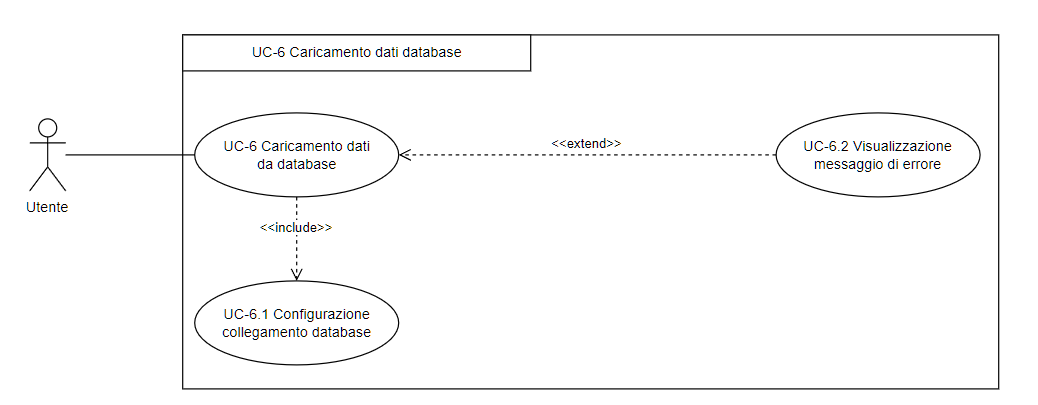 UC-6 Caricamento dati database
UC-6 Caricamento dati
da database
<<extend>>
UC-6.2 Visualizzazione
messaggio di errore
Utente
<<include>>
UC-6.1 Configurazione
collegamento database